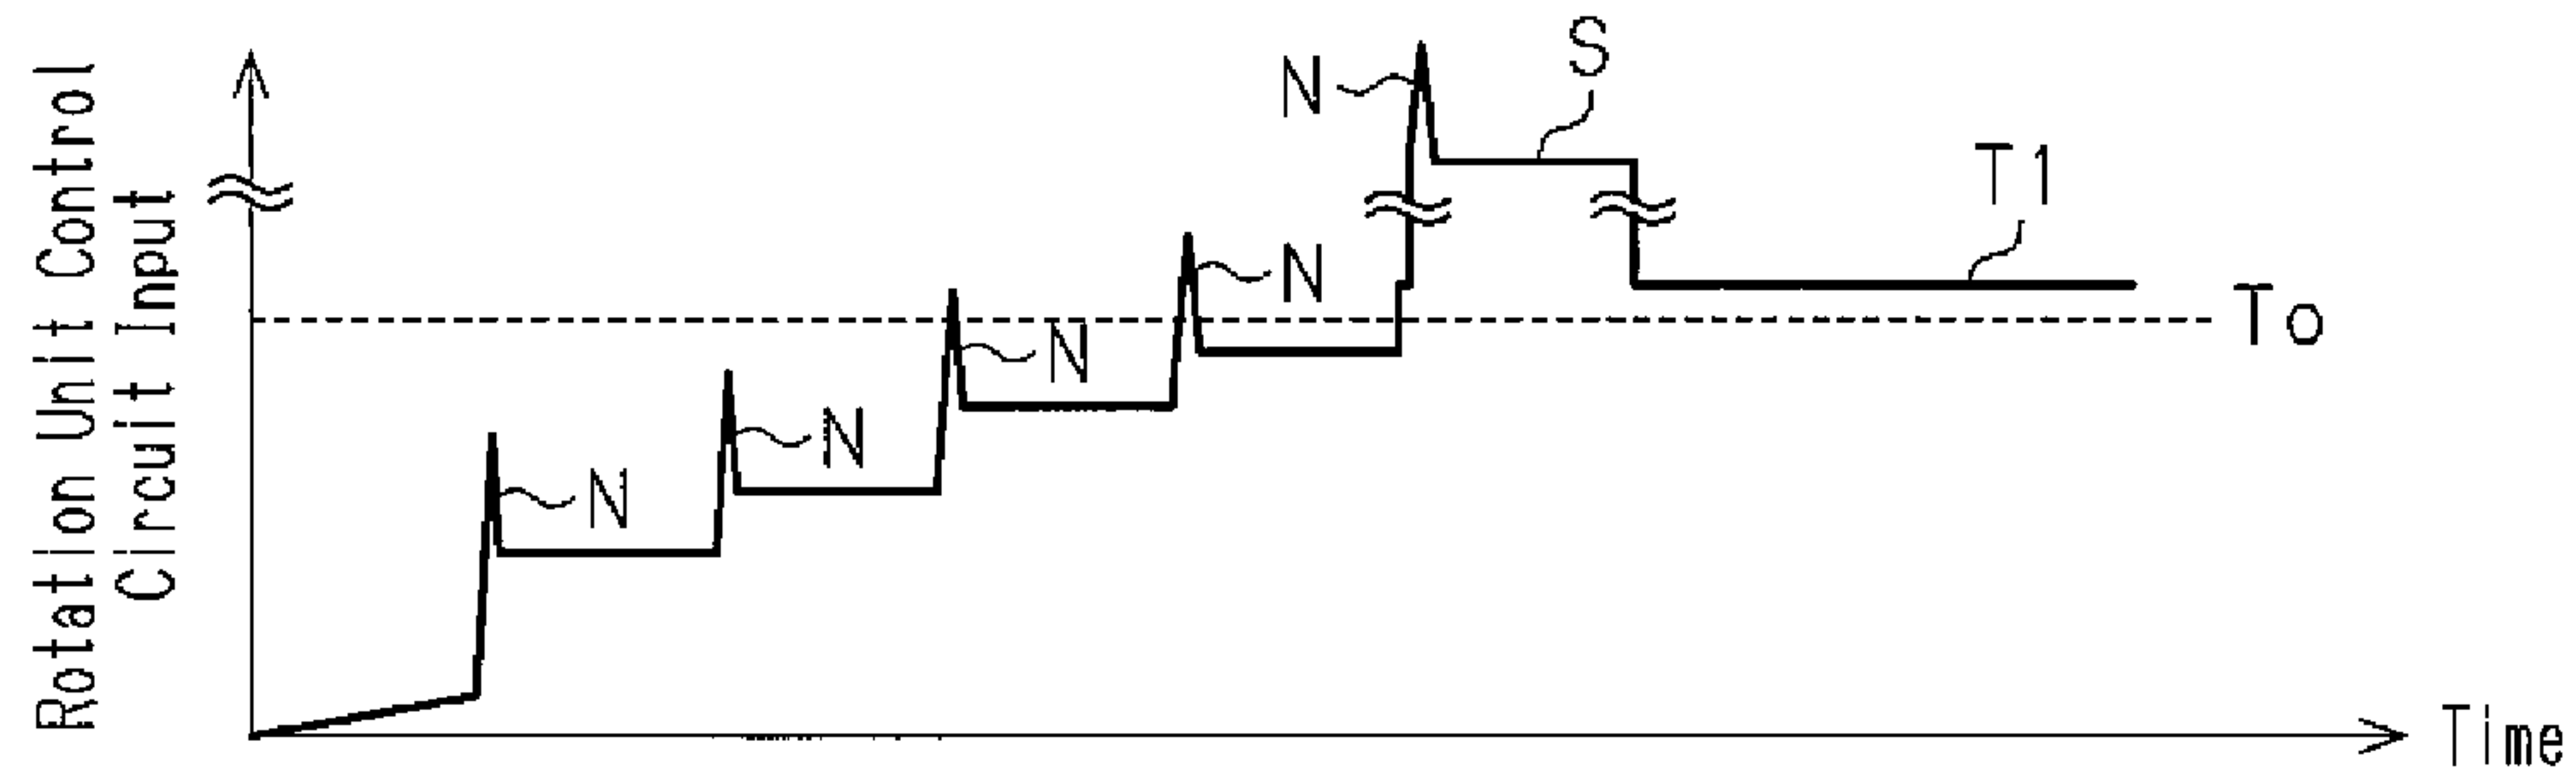 Rotation Unit Control
Circuit Input
N
S
T1
N
To
N
N
N
Time